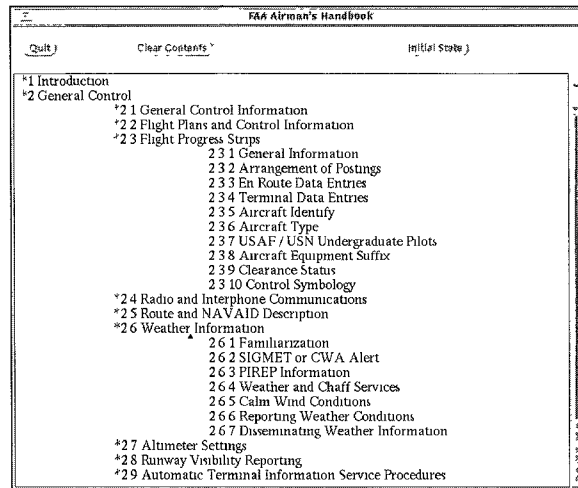 FAA Airman's Handbook
Quit Clear Contents Initial State
*1 Introduction
*2 General Control
*2 1 General Control Information
*2 2 Flight Plans and Control Information
*2 3 Flight Progress Strips
2 3 1 General Information
2 3 2 Arrangement of Postings
2 3 3 En Route Data Entries
2 3 4 Terminal Data Entries
2 3 5 Aircraft Identify
2 3 6 Aircraft Type
2 3 7 USAF / USN Undergraduate Pilots
2 3 8 Aircraft Equipment Suffix
2 3 9 Clearance Status
2 3 10 Control Symbology
*2 4 Radio and Interphone Communications
*2 5 Route and NAVAID Description
*2 6 Weather Information
2 6 1 Familiarization
2 6 2 SIGMET or CWA Alert
2 6 3 PIREP Information
2 6 4 Weather and Chaff Services
2 6 5 Calm Wind Conditions
2 6 6 Reporting Weather Conditions
2 6 7 Disseminating Weather Information
*2 7 Altimeter Settings
*2 8 Runway Visibility Reporting
*2 9 Automatic Terminal Information Service Procedures